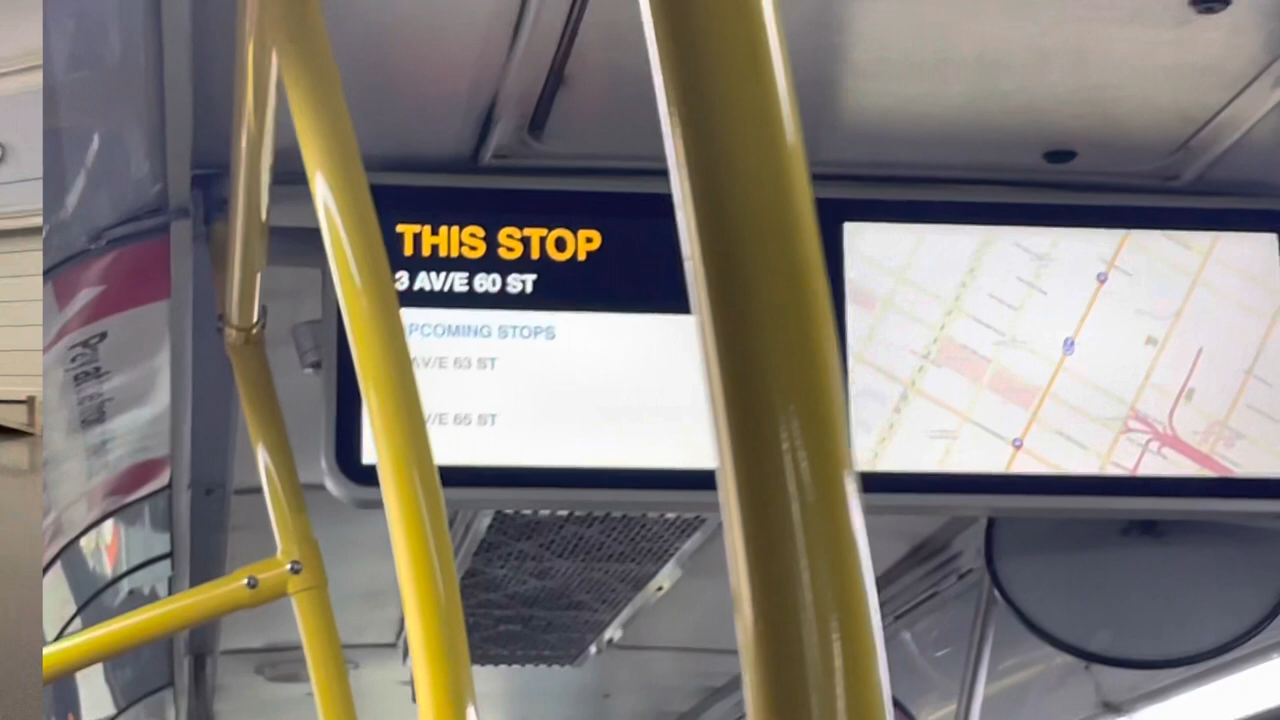 THIS STOP
3 AV/E 60 ST
PCOMING STOPS
AV/E 63 ST
V/E 65 ST